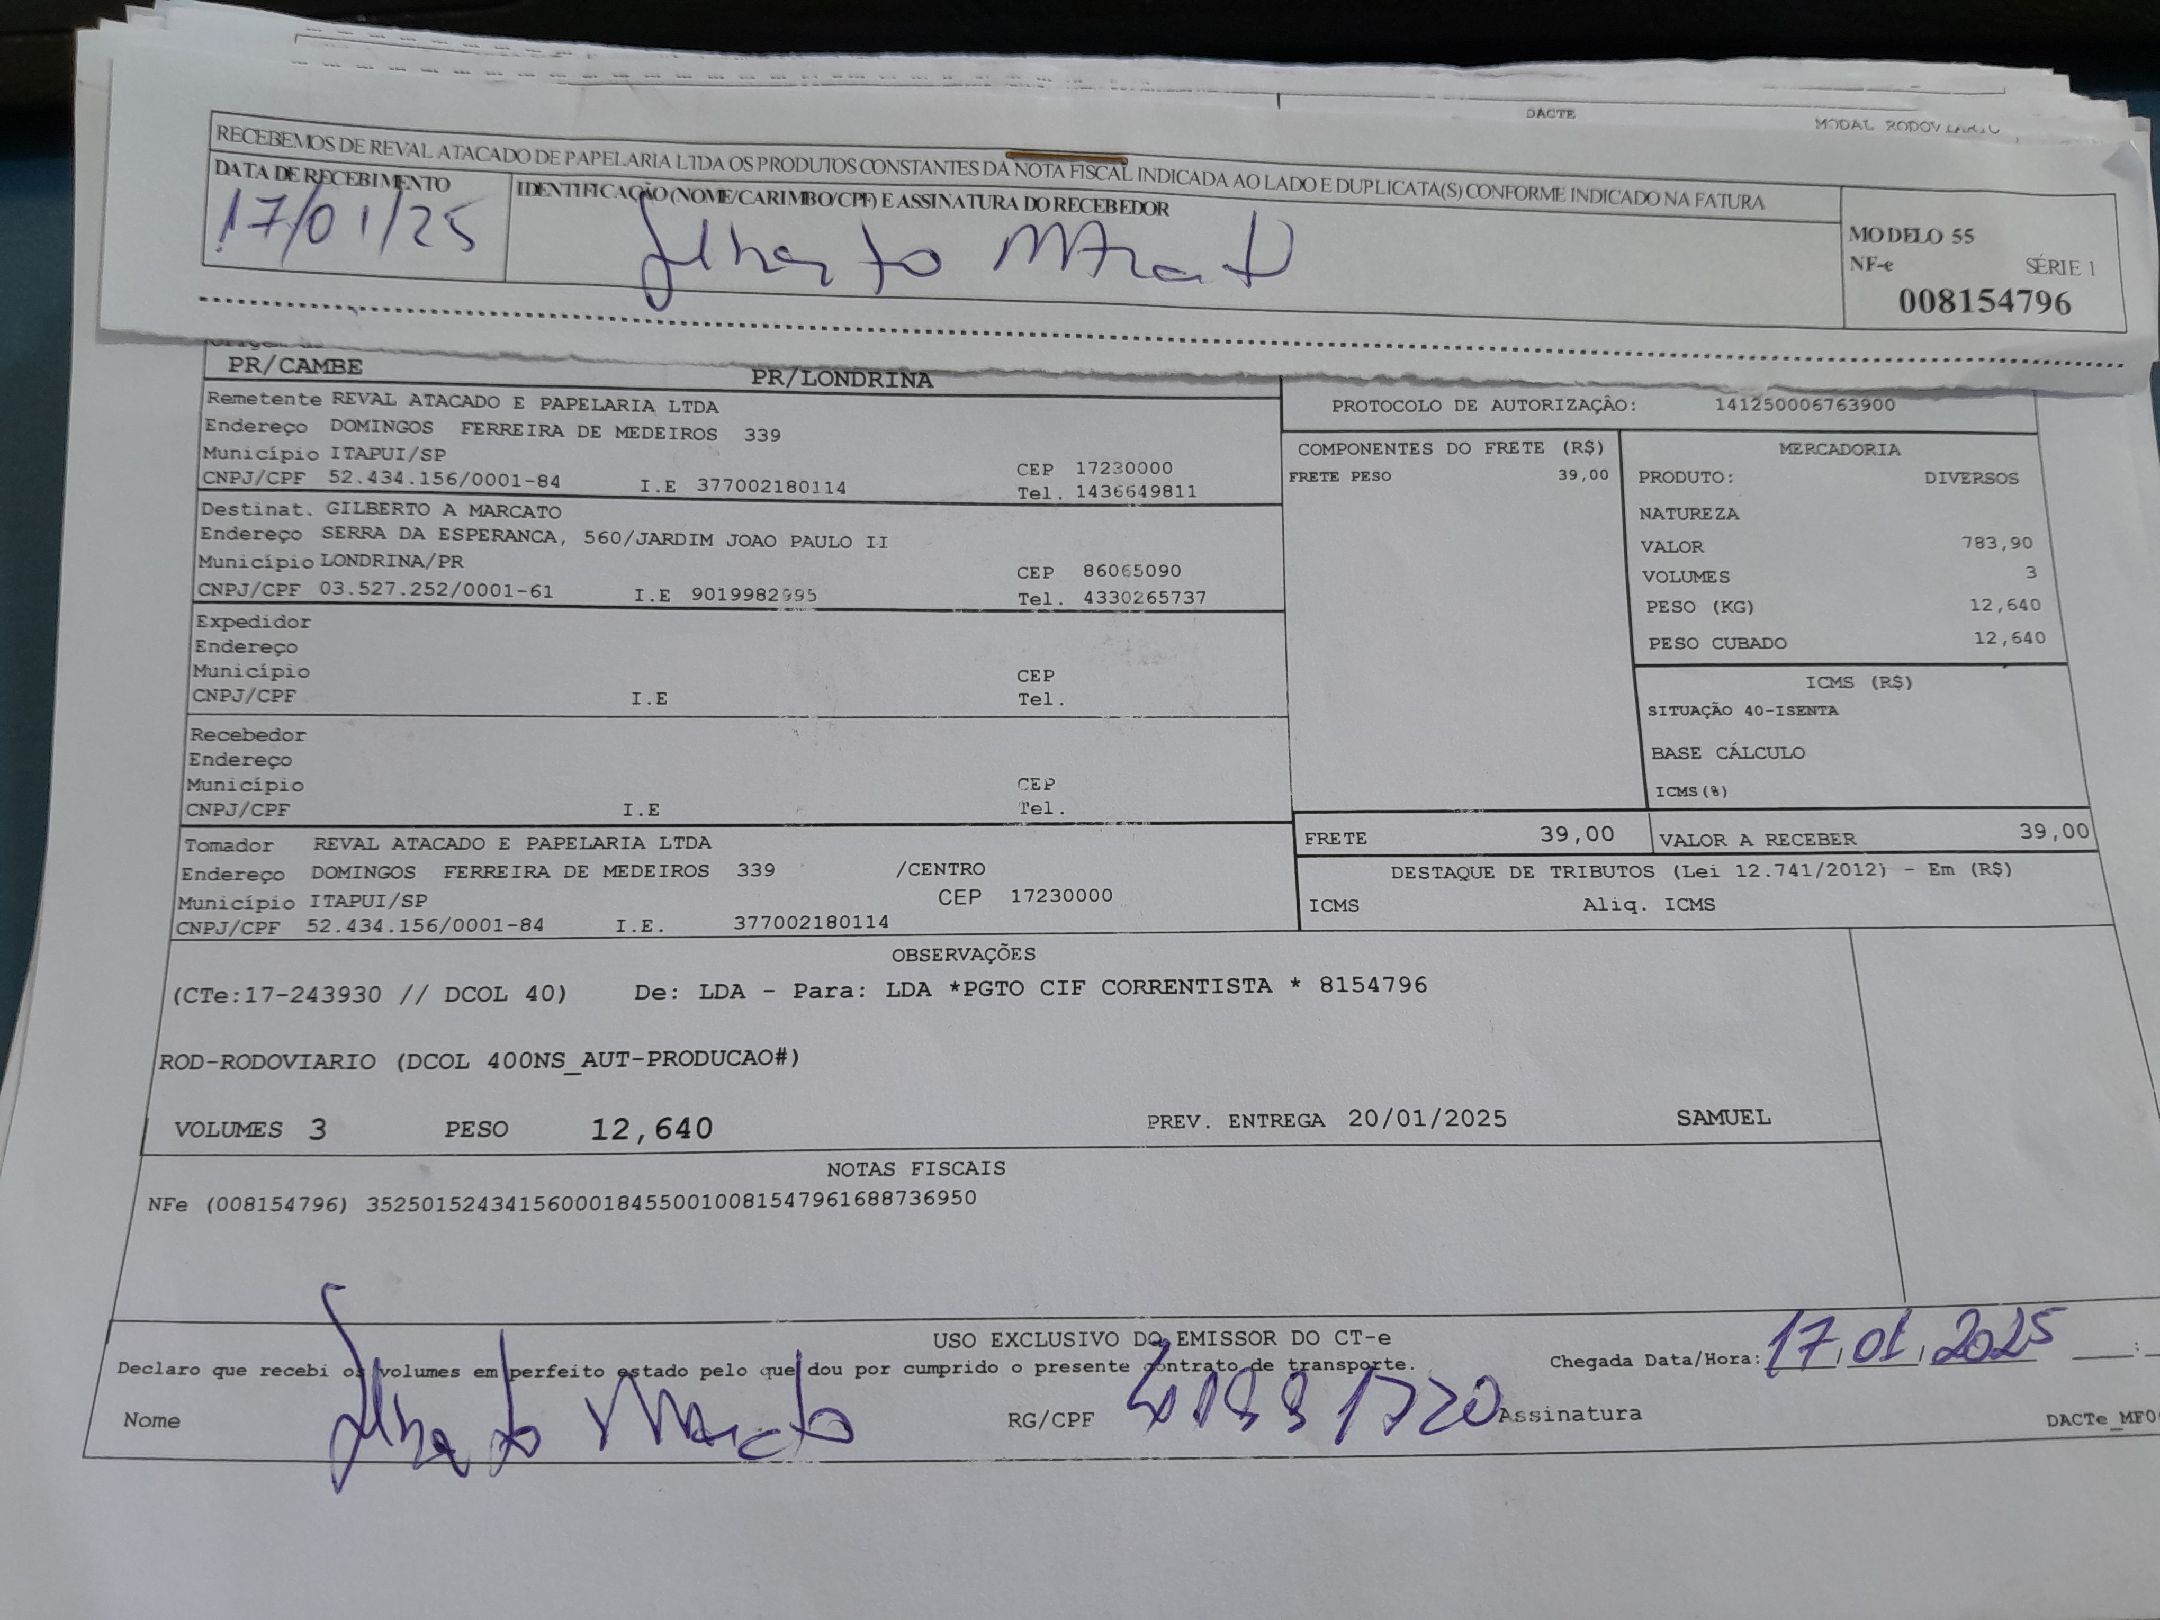 DACTE
MODAL RODOVIARIO
RECEBEMOS DE REVAL ATACADO DE PAPELARIA LTDA OS PRODUTOS CONSTANTES DA NOTA FISCAL INDICADA AO LADO E DUPLICATA(S) CONFORME INDICADO NA FATURA
DATA DE RECEBIMENTO
17/01/25
IDENTIFICAÇÃO (NOME/CARIMBO/CPF) E ASSINATURA DO RECEBEDOR
MODELO 55
NF-e SÉRIE 1
008154796
PR/CAMBE PR/LONDRINA
Remetente REVAL ATACADO E PAPELARIA LTDA
Endereço DOMINGOS FERREIRA DE MEDEIROS 339
Município ITAPUI/SP CEP 17230000
CNPJ/CPF 52.434.156/0001-84 I.E 377002180114 Tel. 1436649811
Destinat. GILBERTO A MARCATO
Endereço SERRA DA ESPERANCA, 560/JARDIM JOAO PAULO II
Município LONDRINA/PR CEP 86065090
CNPJ/CPF 03.527.252/0001-61 I.E 9019982995 Tel. 4330265737
Expedidor
Endereço
Município CEP
CNPJ/CPF I.E Tel.
Recebedor
Endereço
Município CEP
CNPJ/CPF I.E Tel.
Tomador REVAL ATACADO E PAPELARIA LTDA
Endereço DOMINGOS FERREIRA DE MEDEIROS 339 /CENTRO
Município ITAPUI/SP CEP 17230000
CNPJ/CPF 52.434.156/0001-84 I.E. 377002180114
PROTOCOLO DE AUTORIZAÇÃO: 141250006763900
COMPONENTES DO FRETE (R$)
FRETE PESO 39,00
MERCADORIA
PRODUTO: DIVERSOS
NATUREZA
VALOR 783,90
VOLUMES 3
PESO (KG) 12,640
PESO CUBADO 12,640
ICMS (R$)
SITUAÇÃO 40-ISENTA
BASE CÁLCULO
ICMS(%)
FRETE 39,00 VALOR A RECEBER 39,00
DESTAQUE DE TRIBUTOS (Lei 12.741/2012) - Em (R$)
ICMS Aliq. ICMS
OBSERVAÇÕES
(CTe:17-243930 // DCOL 40) De: LDA - Para: LDA *PGTO CIF CORRENTISTA * 8154796
ROD-RODOVIARIO (DCOL 400NS_AUT-PRODUCAO#)
VOLUMES 3 PESO 12,640 PREV. ENTREGA 20/01/2025 SAMUEL
NOTAS FISCAIS
NFe (008154796) 35250152434156000184550010081547961688736950
USO EXCLUSIVO DO EMISSOR DO CT-e
Declaro que recebi os volumes em perfeito estado pelo que dou por cumprido o presente contrato de transporte. Chegada Data/Hora: 17 01 2025 :
Nome Gilberto Marcato RG/CPF Assinatura DACTe_MF0